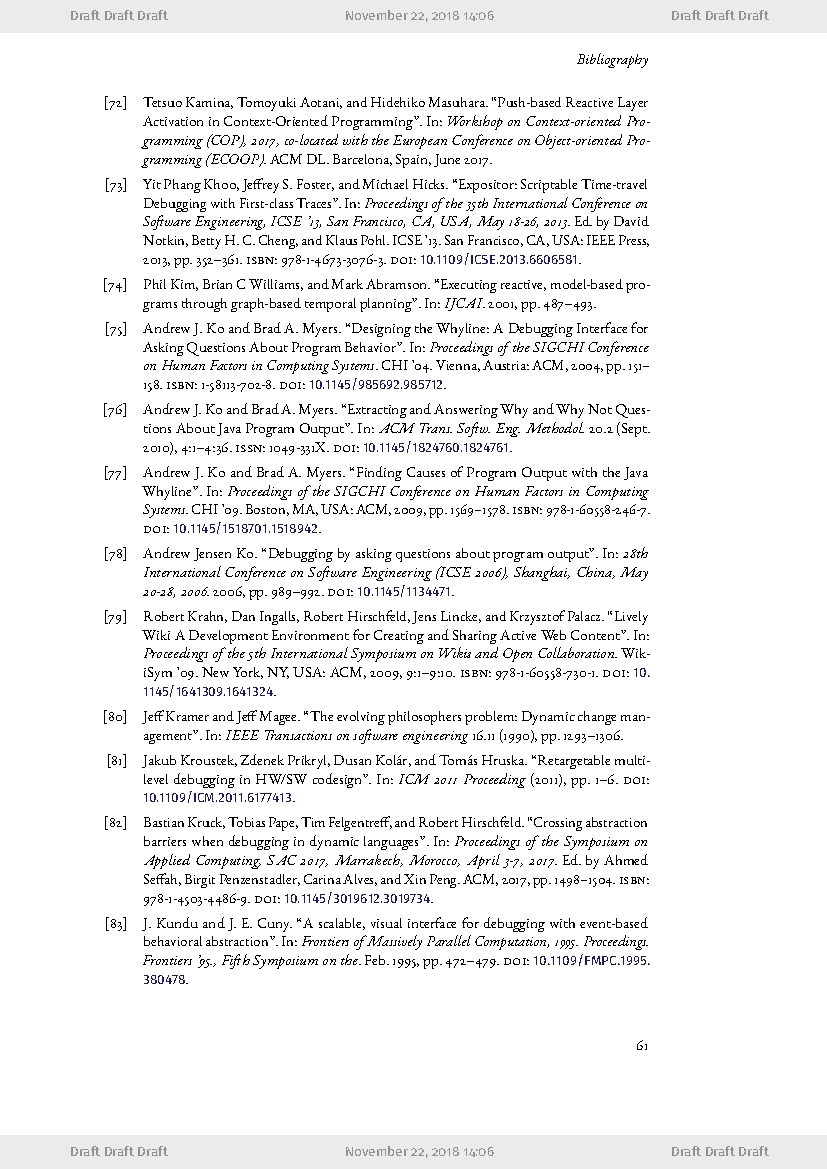 Draft Draft Draft November 22, 2018 14:06 Draft Draft Draft
Bibliography
[72] Tetsuo Kamina, Tomoyuki Aotani, and Hidehiko Masuhara. “Push-based Reactive Layer
Activation in Context-Oriented Programming”. In: Workshop on Context-oriented Pro-
gramming (COP), 2017, co-located with the European Conference on Object-oriented Pro-
gramming (ECOOP). ACM DL. Barcelona, Spain, June 2017.
[73] Yit Phang Khoo, Jeffrey S. Foster, and Michael Hicks. “Expositor: Scriptable Time-travel
Debugging with First-class Traces”. In: Proceedings of the 35th International Conference on
Software Engineering, ICSE ’13, San Francisco, CA, USA, May 18-26, 2013. Ed. by David
Notkin, Betty H. C. Cheng, and Klaus Pohl. ICSE ’13. San Francisco, CA, USA: IEEE Press,
2013, pp. 352–361. ISBN: 978-1-4673-3076-3. DOI: 10.1109/ICSE.2013.6606581.
[74] Phil Kim, Brian C Williams, and Mark Abramson. “Executing reactive, model-based pro-
grams through graph-based temporal planning”. In: IJCAI. 2001, pp. 487–493.
[75] Andrew J. Ko and Brad A. Myers. “Designing the Whyline: A Debugging Interface for
Asking Questions About Program Behavior”. In: Proceedings of the SIGCHI Conference
on Human Factors in Computing Systems. CHI ’04. Vienna, Austria: ACM, 2004, pp. 151–
158. ISBN: 1-58113-702-8. DOI: 10.1145/985692.985712.
[76] Andrew J. Ko and Brad A. Myers. “Extracting and Answering Why and Why Not Ques-
tions About Java Program Output”. In: ACM Trans. Softw. Eng. Methodol. 20.2 (Sept.
2010), 4:1–4:36. ISSN: 1049-331X. DOI: 10.1145/1824760.1824761.
[77] Andrew J. Ko and Brad A. Myers. “Finding Causes of Program Output with the Java
Whyline”. In: Proceedings of the SIGCHI Conference on Human Factors in Computing
Systems. CHI ’09. Boston, MA, USA: ACM, 2009, pp. 1569–1578. ISBN: 978-1-60558-246-7.
DOI: 10.1145/1518701.1518942.
[78] Andrew Jensen Ko. “Debugging by asking questions about program output”. In: 28th
International Conference on Software Engineering (ICSE 2006), Shanghai, China, May
20-28, 2006. 2006, pp. 989–992. DOI: 10.1145/1134471.
[79] Robert Krahn, Dan Ingalls, Robert Hirschfeld, Jens Lincke, and Krzysztof Palacz. “Lively
Wiki A Development Environment for Creating and Sharing Active Web Content”. In:
Proceedings of the 5th International Symposium on Wikis and Open Collaboration. Wik-
iSym ’09. New York, NY, USA: ACM, 2009, 9:1–9:10. ISBN: 978-1-60558-730-1. DOI: 10.
1145/1641309.1641324.
[80] Jeff Kramer and Jeff Magee. “The evolving philosophers problem: Dynamic change man-
agement”. In: IEEE Transactions on software engineering 16.11 (1990), pp. 1293–1306.
[81] Jakub Kroustek, Zdenek Prikryl, Dusan Kolár, and Tomás Hruska. “Retargetable multi-
level debugging in HW/SW codesign”. In: ICM 2011 Proceeding (2011), pp. 1–6. DOI:
10.1109/ICM.2011.6177413.
[82] Bastian Kruck, Tobias Pape, Tim Felgentreff, and Robert Hirschfeld. “Crossing abstraction
barriers when debugging in dynamic languages”. In: Proceedings of the Symposium on
Applied Computing, SAC 2017, Marrakech, Morocco, April 3-7, 2017. Ed. by Ahmed
Seffah, Birgit Penzenstadler, Carina Alves, and Xin Peng. ACM, 2017, pp. 1498–1504. ISBN:
978-1-4503-4486-9. DOI: 10.1145/3019612.3019734.
[83] J. Kundu and J. E. Cuny. “A scalable, visual interface for debugging with event-based
behavioral abstraction”. In: Frontiers of Massively Parallel Computation, 1995. Proceedings.
Frontiers ’95., Fifth Symposium on the. Feb. 1995, pp. 472–479. DOI: 10.1109/FMPC.1995.
380478.
61
Draft Draft Draft November 22, 2018 14:06 Draft Draft Draft